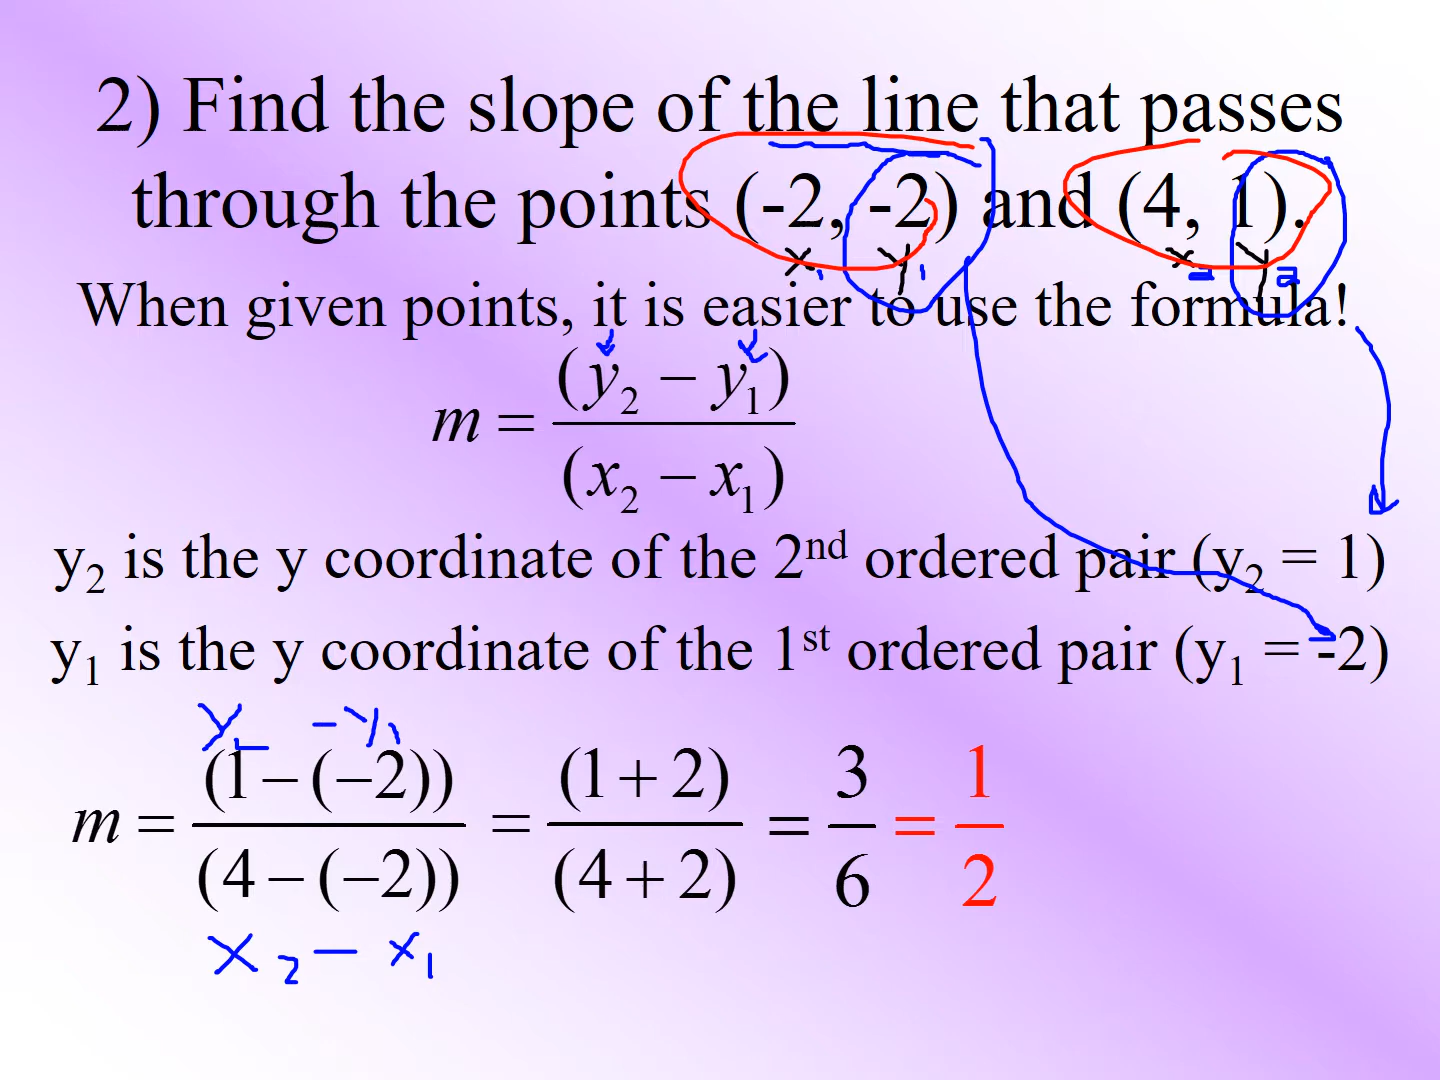 2) Find the slope of the line that passes
through the points (-2, -2) and (4, 1).
x₁ y₁ x₂ y₂
When given points, it is easier to use the formula!
m = (y₂ − y₁) / (x₂ − x₁)
y₂ is the y coordinate of the 2nd ordered pair (y₂ = 1)
y₁ is the y coordinate of the 1st ordered pair (y₁ = -2)
y₂ − y₁
m = (1 − (−2)) / (4 − (−2)) = (1 + 2) / (4 + 2) = 3/6 = 1/2
x₂ − x₁